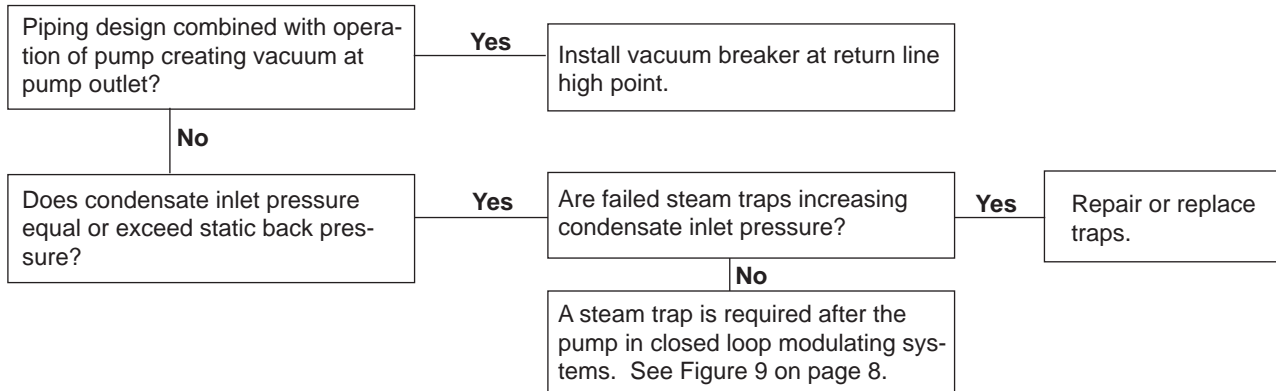 Piping design combined with opera-
tion of pump creating vacuum at
pump outlet?
Yes
Install vacuum breaker at return line
high point.
No
Does condensate inlet pressure
equal or exceed static back pres-
sure?
Yes
Are failed steam traps increasing
condensate inlet pressure?
Yes
Repair or replace
traps.
No
A steam trap is required after the
pump in closed loop modulating sys-
tems.  See Figure 9 on page 8.